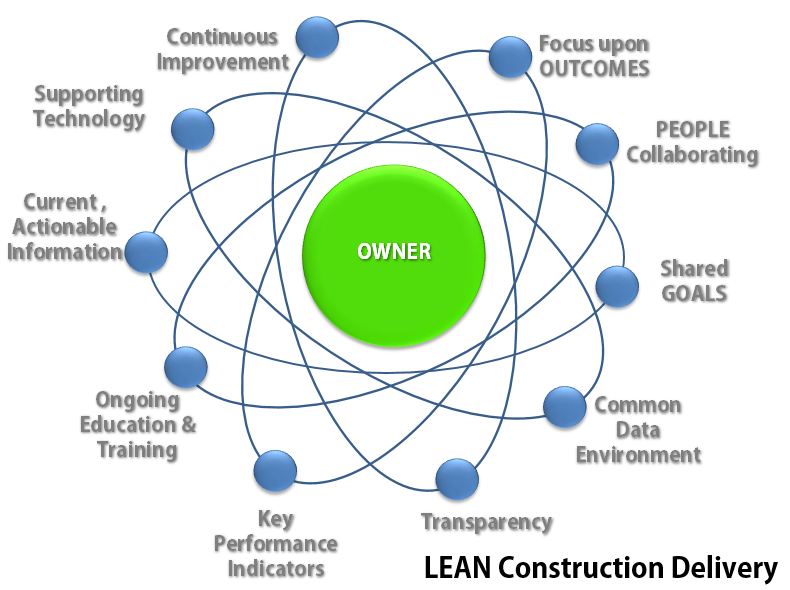 Continuous
Improvement
Focus upon
OUTCOMES
Supporting
Technology
PEOPLE
Collaborating
Current ,
Actionable
Information
OWNER
Shared
GOALS
Ongoing
Education &
Training
Common
Data
Environment
Key
Performance
Indicators
Transparency
LEAN Construction Delivery